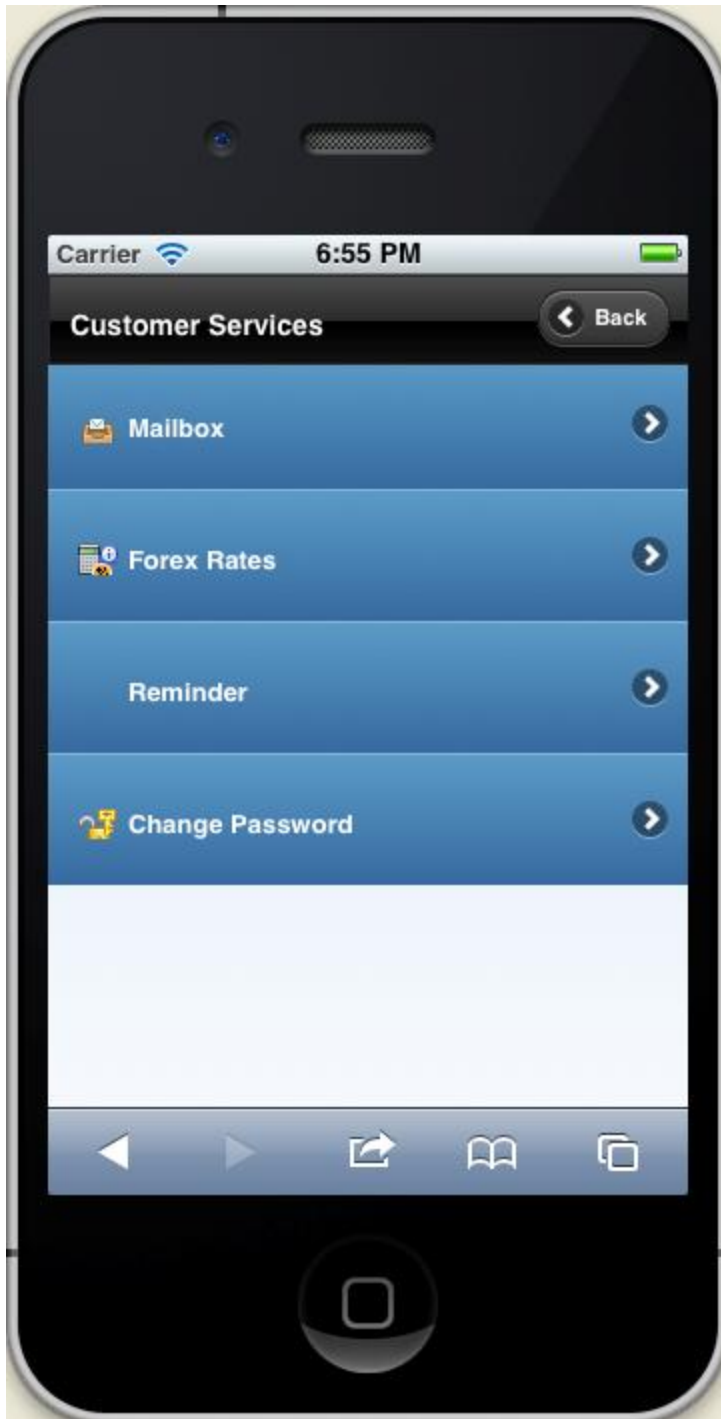 Carrier 6:55 PM
Customer Services Back
Mailbox
Forex Rates
Reminder
Change Password